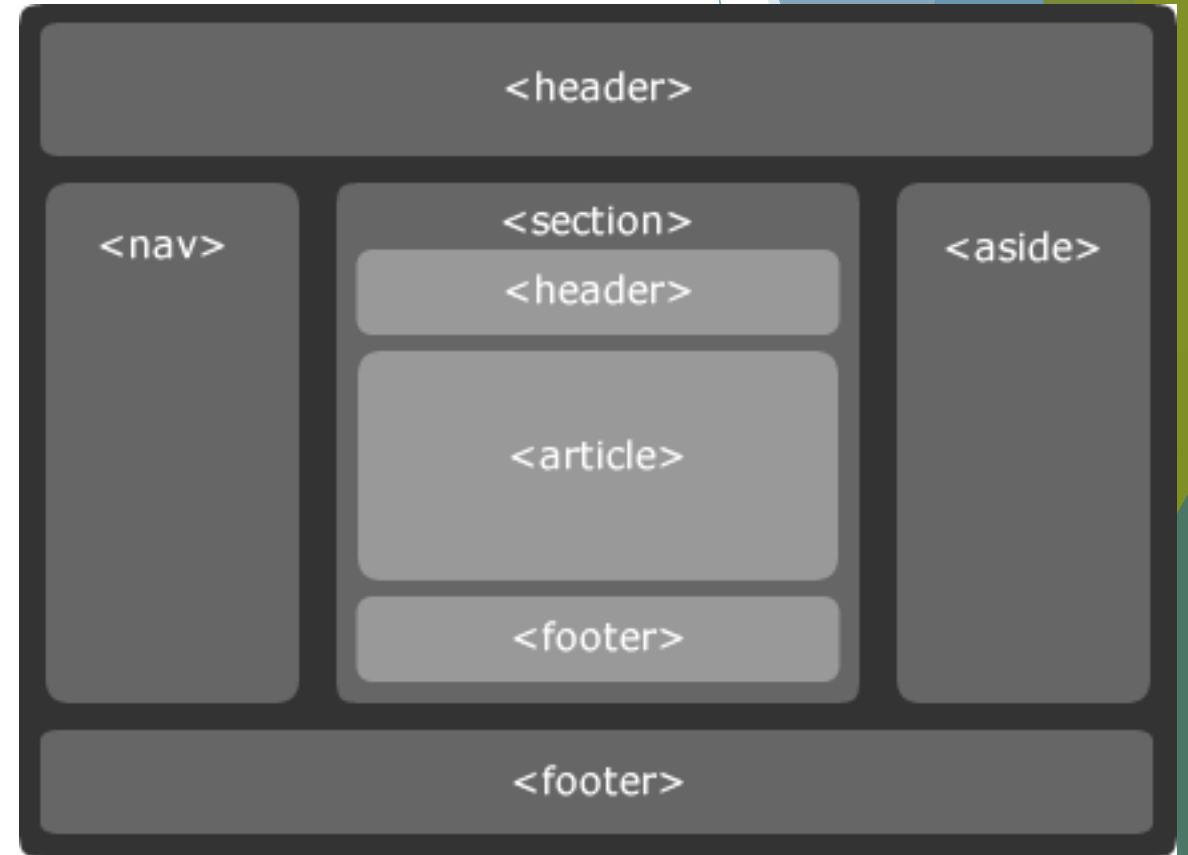 <header>
<nav>
<section>
<header>
<article>
<footer>
<aside>
<footer>